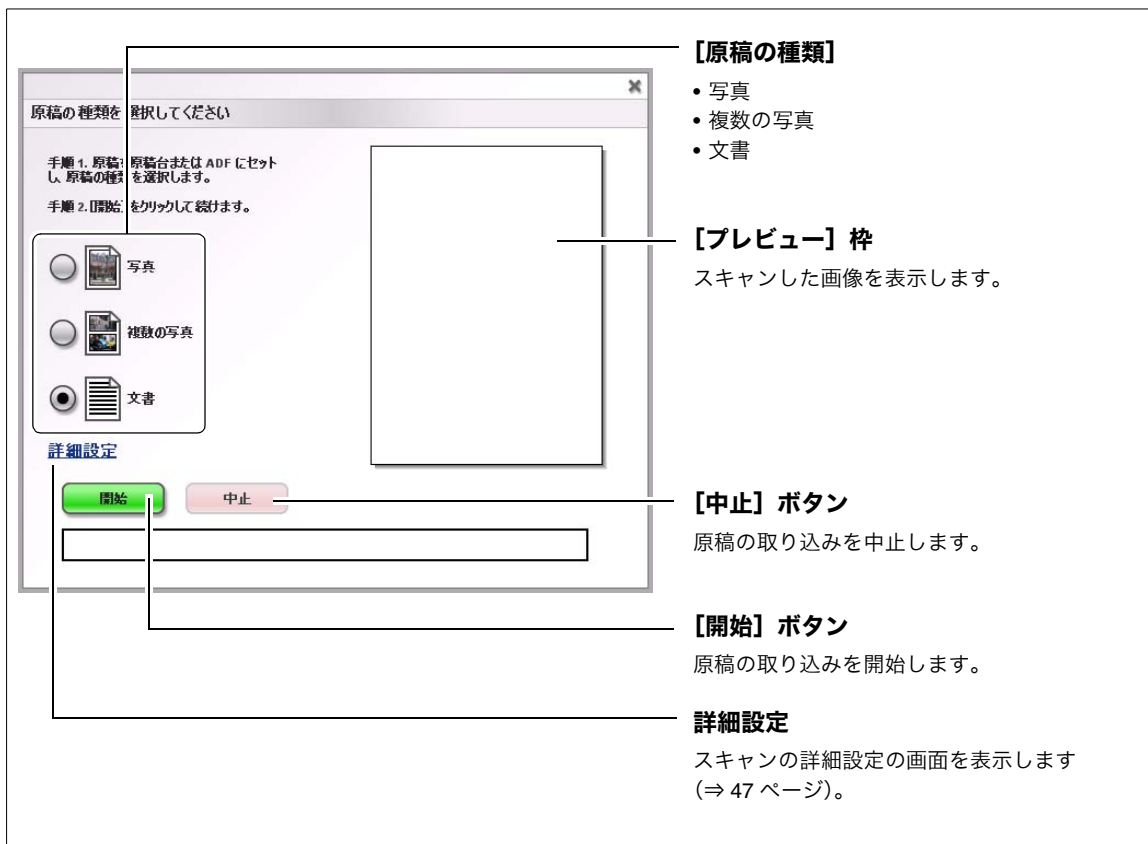 原稿の種類を選択してください
手順 1. 原稿を原稿台または ADF にセット
し、原稿の種類を選択します。
手順 2. [開始] をクリックして続けます。
写真
複数の写真
文書
詳細設定
開始
中止
[原稿の種類]
• 写真
• 複数の写真
• 文書
[プレビュー] 枠
スキャンした画像を表示します。
[中止] ボタン
原稿の取り込みを中止します。
[開始] ボタン
原稿の取り込みを開始します。
詳細設定
スキャンの詳細設定の画面を表示します
(⇒ 47 ページ)。